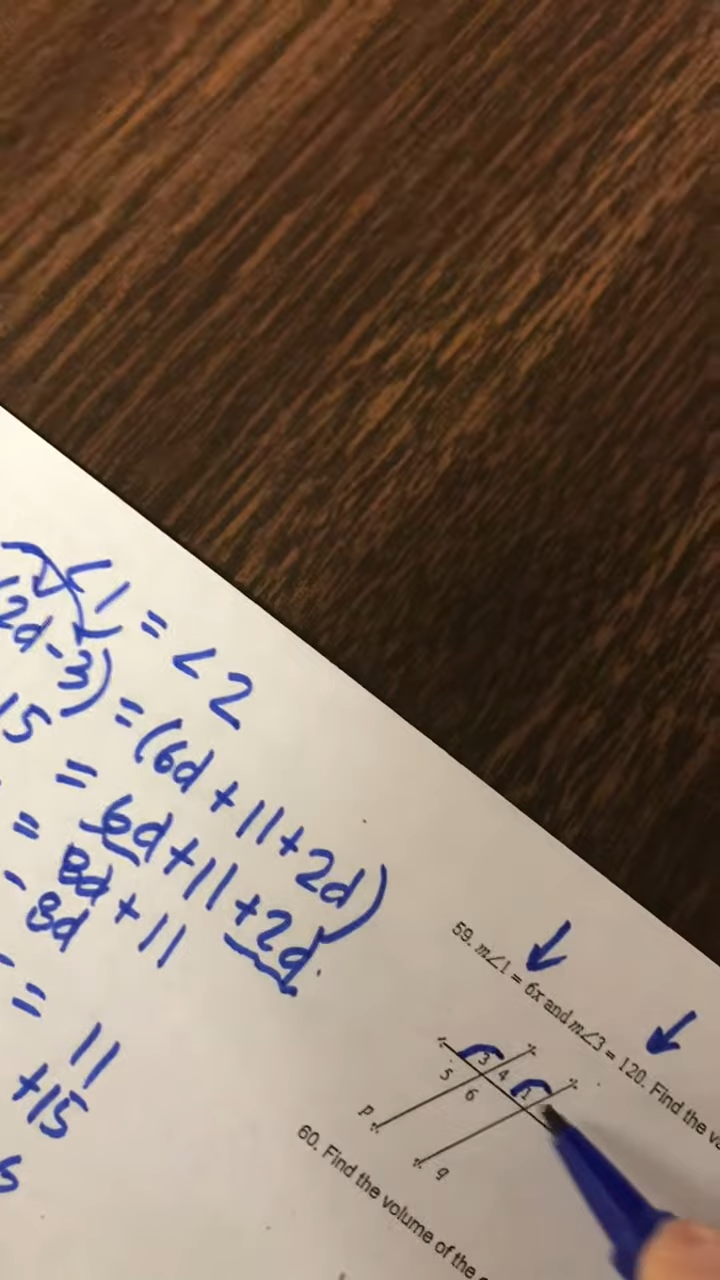 <1 = <2
(2d-3) = (6d+11+2d)
15 = 6d+11+2d
= 8d+11
-8d
= 11
+15
59. m∠1 = 6x and m∠3 = 120. Find the
3 4 1
5 6
p
q
60. Find the volume of the